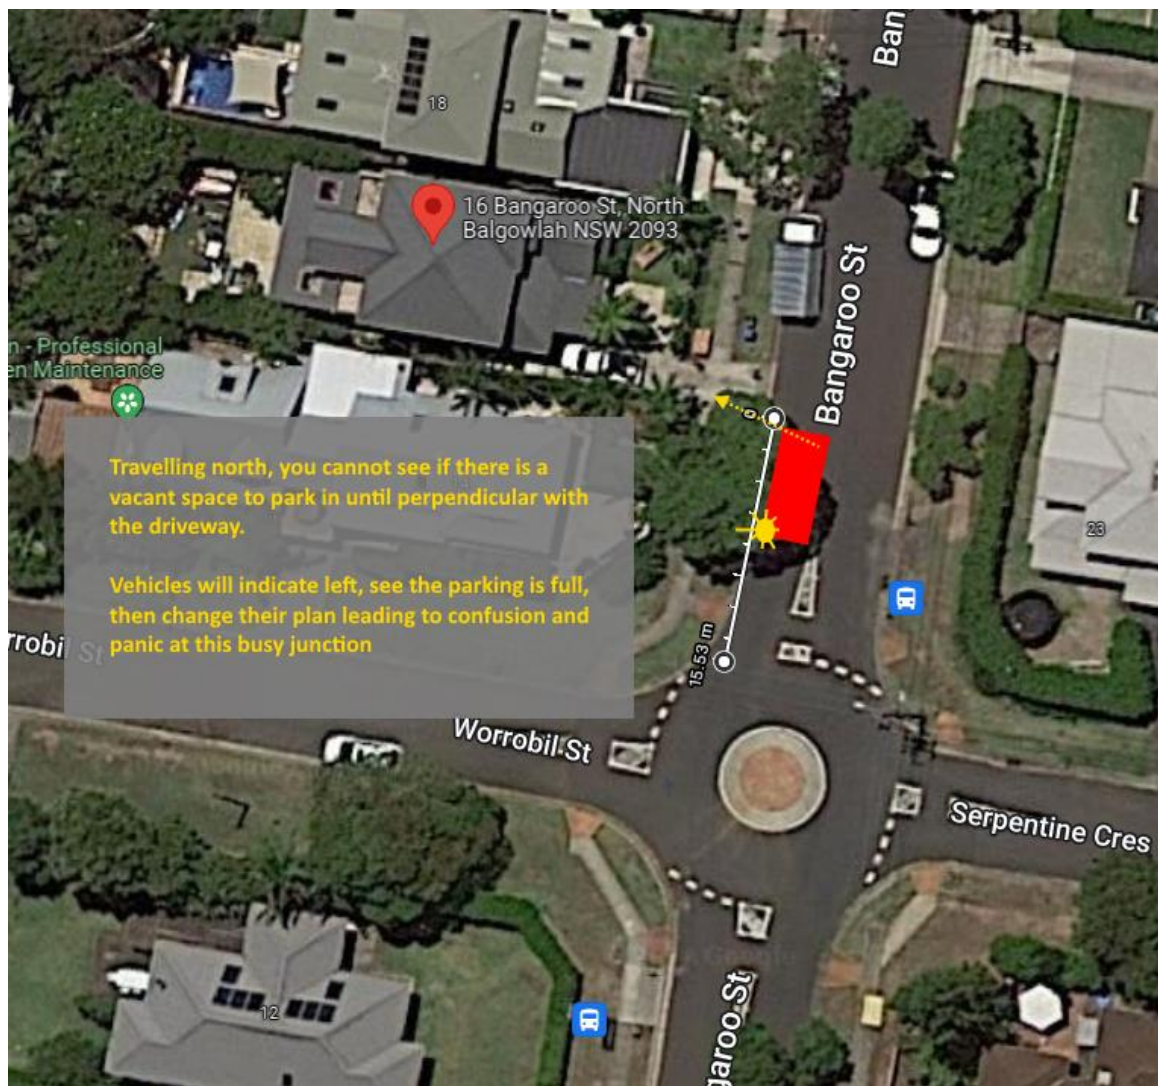 Ban
18
16 Bangaroo St, North
Balgowlah NSW 2093
Bangaroo St
n - Professional
en Maintenance
0
Travelling north, you cannot see if there is a
vacant space to park in until perpendicular with
the driveway.
Vehicles will indicate left, see the parking is full,
then change their plan leading to confusion and
panic at this busy junction
23
rrobil St
15.53 m
Worrobil St
Serpentine Cres
12
garoo St